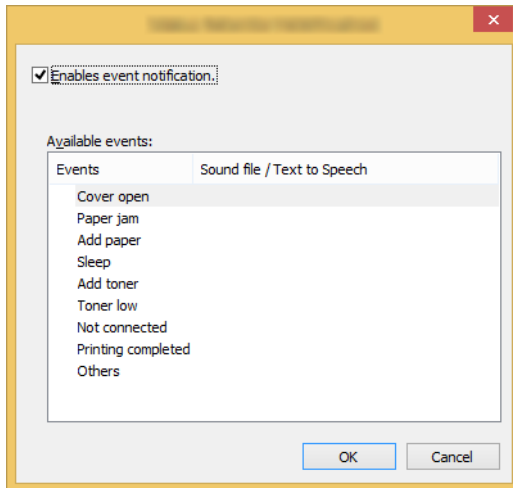 Enables event notification.
Available events:
Events Sound file / Text to Speech
Cover open
Paper jam
Add paper
Sleep
Add toner
Toner low
Not connected
Printing completed
Others
OK Cancel